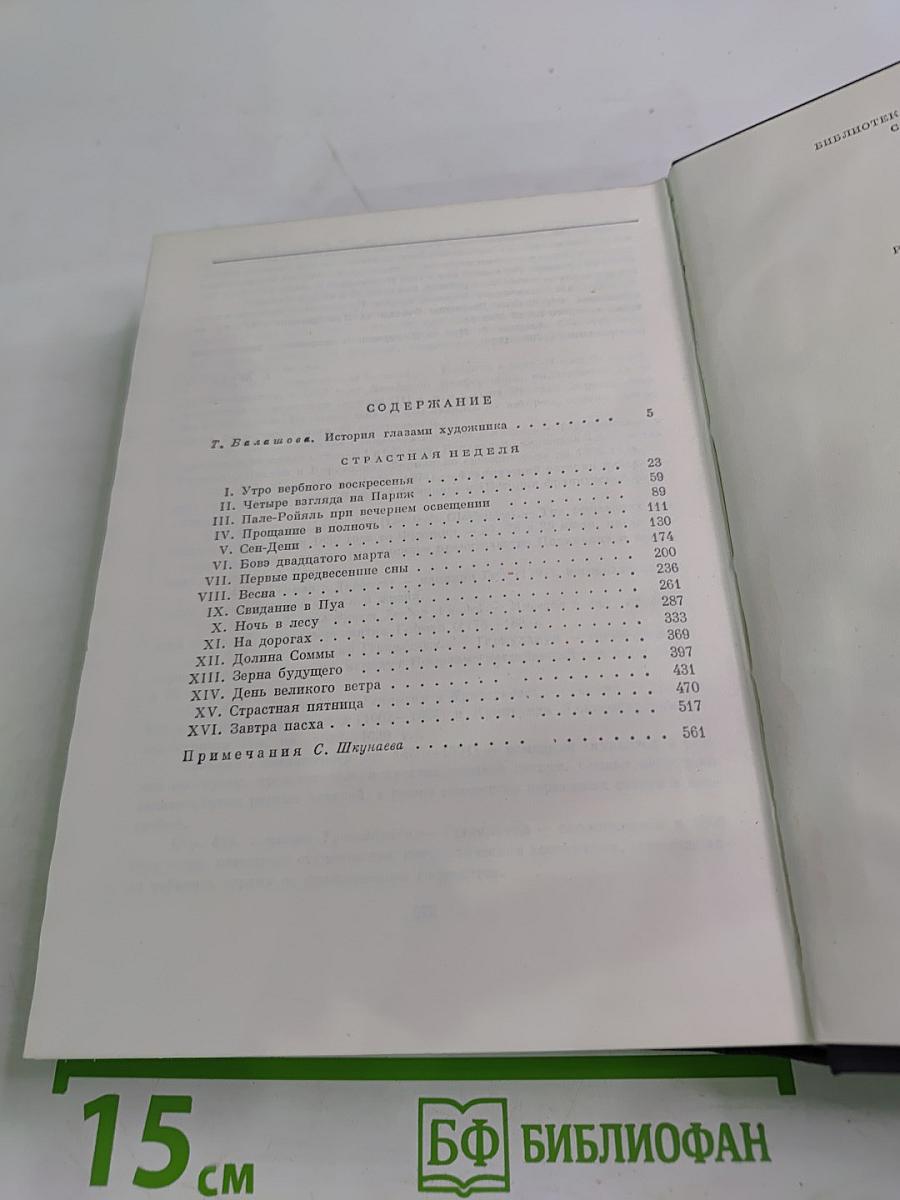 СОДЕРЖАНИЕ
Т. Балашова. История глазами художника . . . . . . . . 5
СТРАСТНАЯ НЕДЕЛЯ
I. Утро вербного воскресенья . . . . . . . . . . . . . 23
II. Четыре взгляда на Париж . . . . . . . . . . . . . 59
III. Пале-Ройяль при вечернем освещении . . . . . . . . 89
IV. Прощание в полночь . . . . . . . . . . . . . . . 111
V. Сен-Дени . . . . . . . . . . . . . . . . . . . . 130
VI. Бовэ двадцатого марта . . . . . . . . . . . . . . 174
VII. Первые предвесенние сны . . . . . . . . . . . . . 200
VIII. Весна . . . . . . . . . . . . . . . . . . . . . 236
IX. Свидание в Пуа . . . . . . . . . . . . . . . . . 261
X. Ночь в лесу . . . . . . . . . . . . . . . . . . . 287
XI. На дорогах . . . . . . . . . . . . . . . . . . . 333
XII. Долина Соммы . . . . . . . . . . . . . . . . . . 369
XIII. Зерна будущего . . . . . . . . . . . . . . . . . 397
XIV. День великого ветра . . . . . . . . . . . . . . . 431
XV. Страстная пятница . . . . . . . . . . . . . . . . 470
XVI. Завтра пасха . . . . . . . . . . . . . . . . . . 517
Примечания С. Шкунаева . . . . . . . . . . . . . . . 561
БИБЛИОТЕК
С
Р
15 см
БФ БИБЛИОФАН